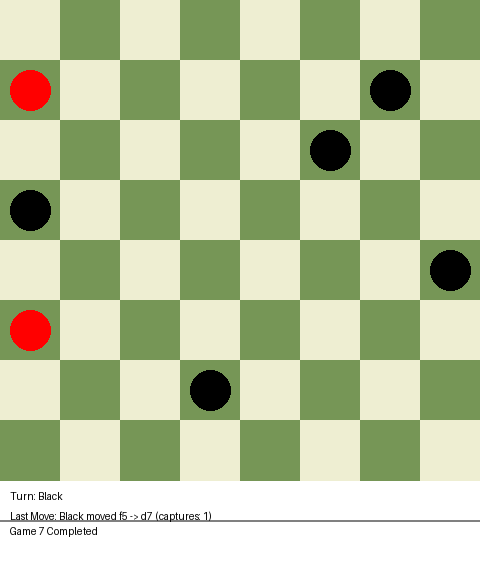 Turn: Black
Last Move: Black moved f5 -> d7 (captures: 1)
Game 7 Completed